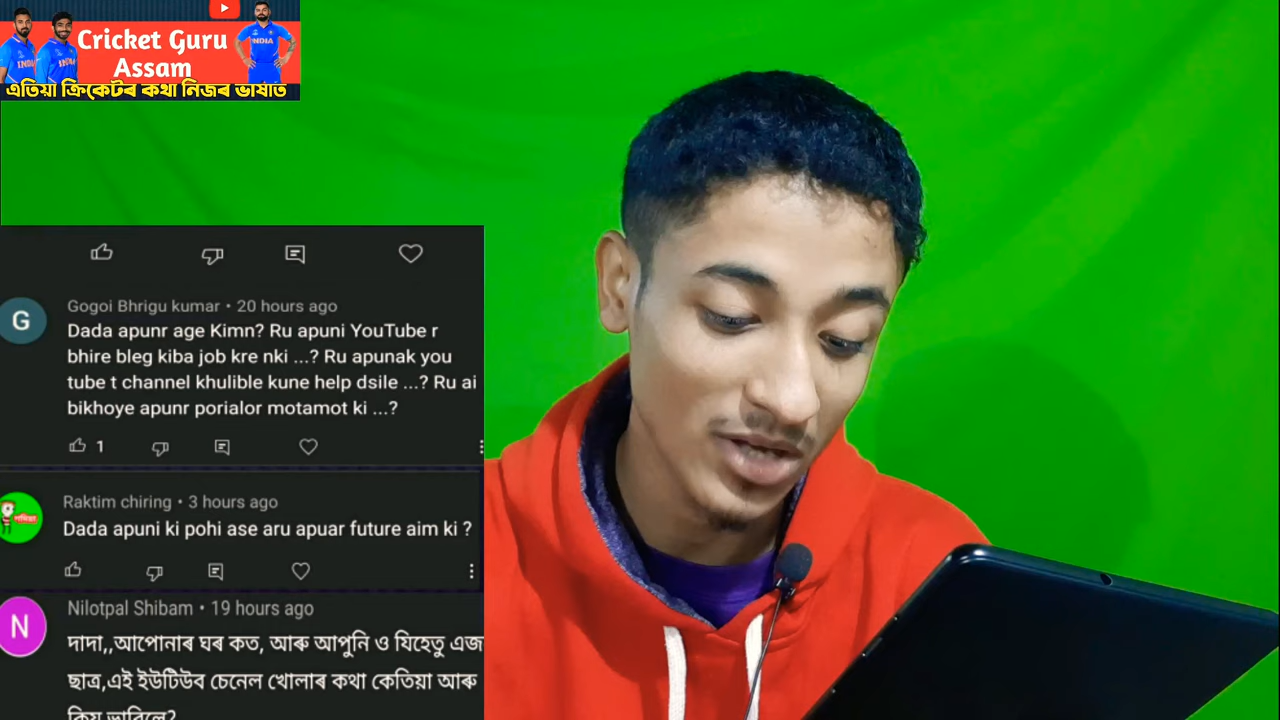 Cricket Guru
Assam
এতিয়া ক্ৰিকেটৰ কথা নিজৰ ভাষাত
Gogoi Bhrigu kumar • 20 hours ago
Dada apunr age Kimn? Ru apuni YouTube r
bhire bleg kiba job kre nki ...? Ru apunak you
tube t channel khulible kune help dsile ...? Ru ai
bikhoye apunr porialor motamot ki ...?
1
Raktim chiring • 3 hours ago
Dada apuni ki pohi ase aru apuar future aim ki ?
N
Nilotpal Shibam • 19 hours ago
দাদা,,আপোনাৰ ঘৰ কত, আৰু আপুনি ও যিহেতু এজ
ছাত্ৰ,এই ইউটিউব চেনেল খোলাৰ কথা কেতিয়া আৰু
কিয় ভাবিলে?
G
INDIA